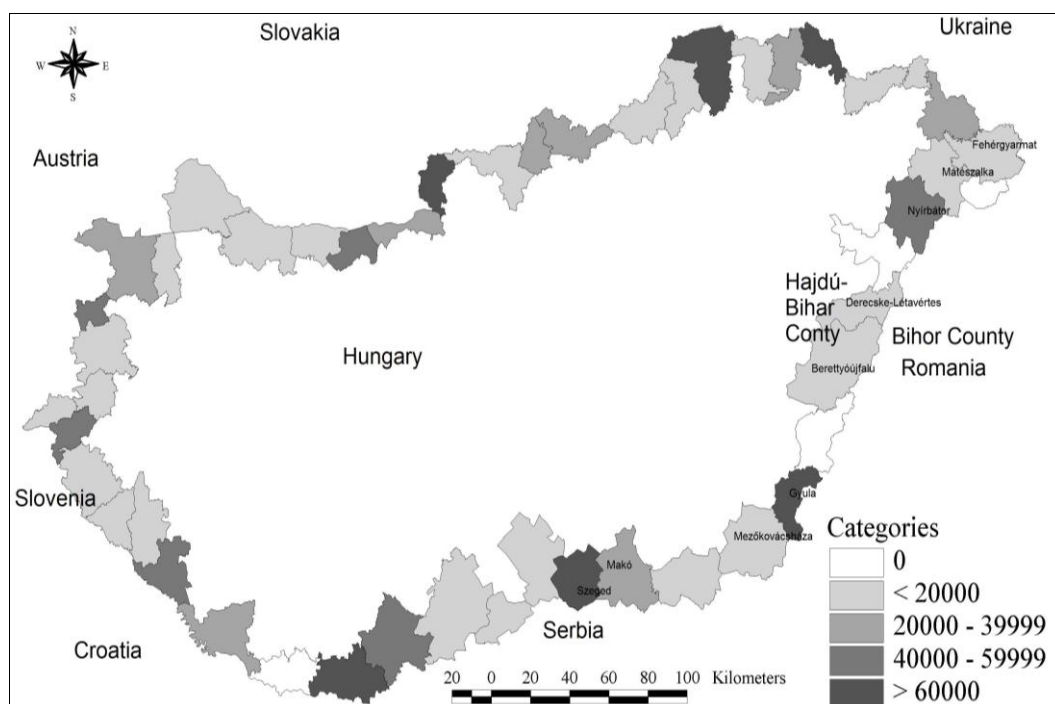 Slovakia
Ukraine
N
W E
S
Austria
Fehérgyarmat
Mátészalka
Nyírbátor
Hajdú-
Bihar
Conty
Derecske-Létavértes
Bihor County
Romania
Hungary
Berettyóújfalu
Slovenia
Gyula
Mezőkovácsháza
Makó
Szeged
Serbia
Croatia
Categories
0
< 20000
20000 - 39999
40000 - 59999
> 60000
20 0 20 40 60 80 100 Kilometers